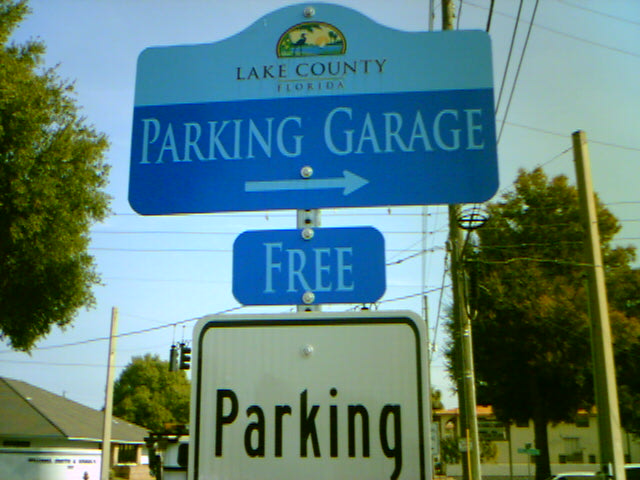 LAKE COUNTY
FLORIDA
PARKING GARAGE
FREE
Parking